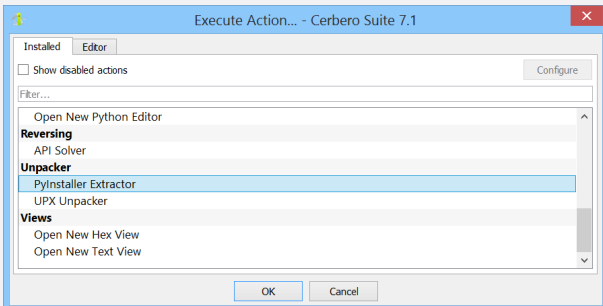 Execute Action... - Cerbero Suite 7.1
Installed
Editor
Show disabled actions
Configure
Filter...
Open New Python Editor
Reversing
API Solver
Unpacker
PyInstaller Extractor
UPX Unpacker
Views
Open New Hex View
Open New Text View
OK
Cancel